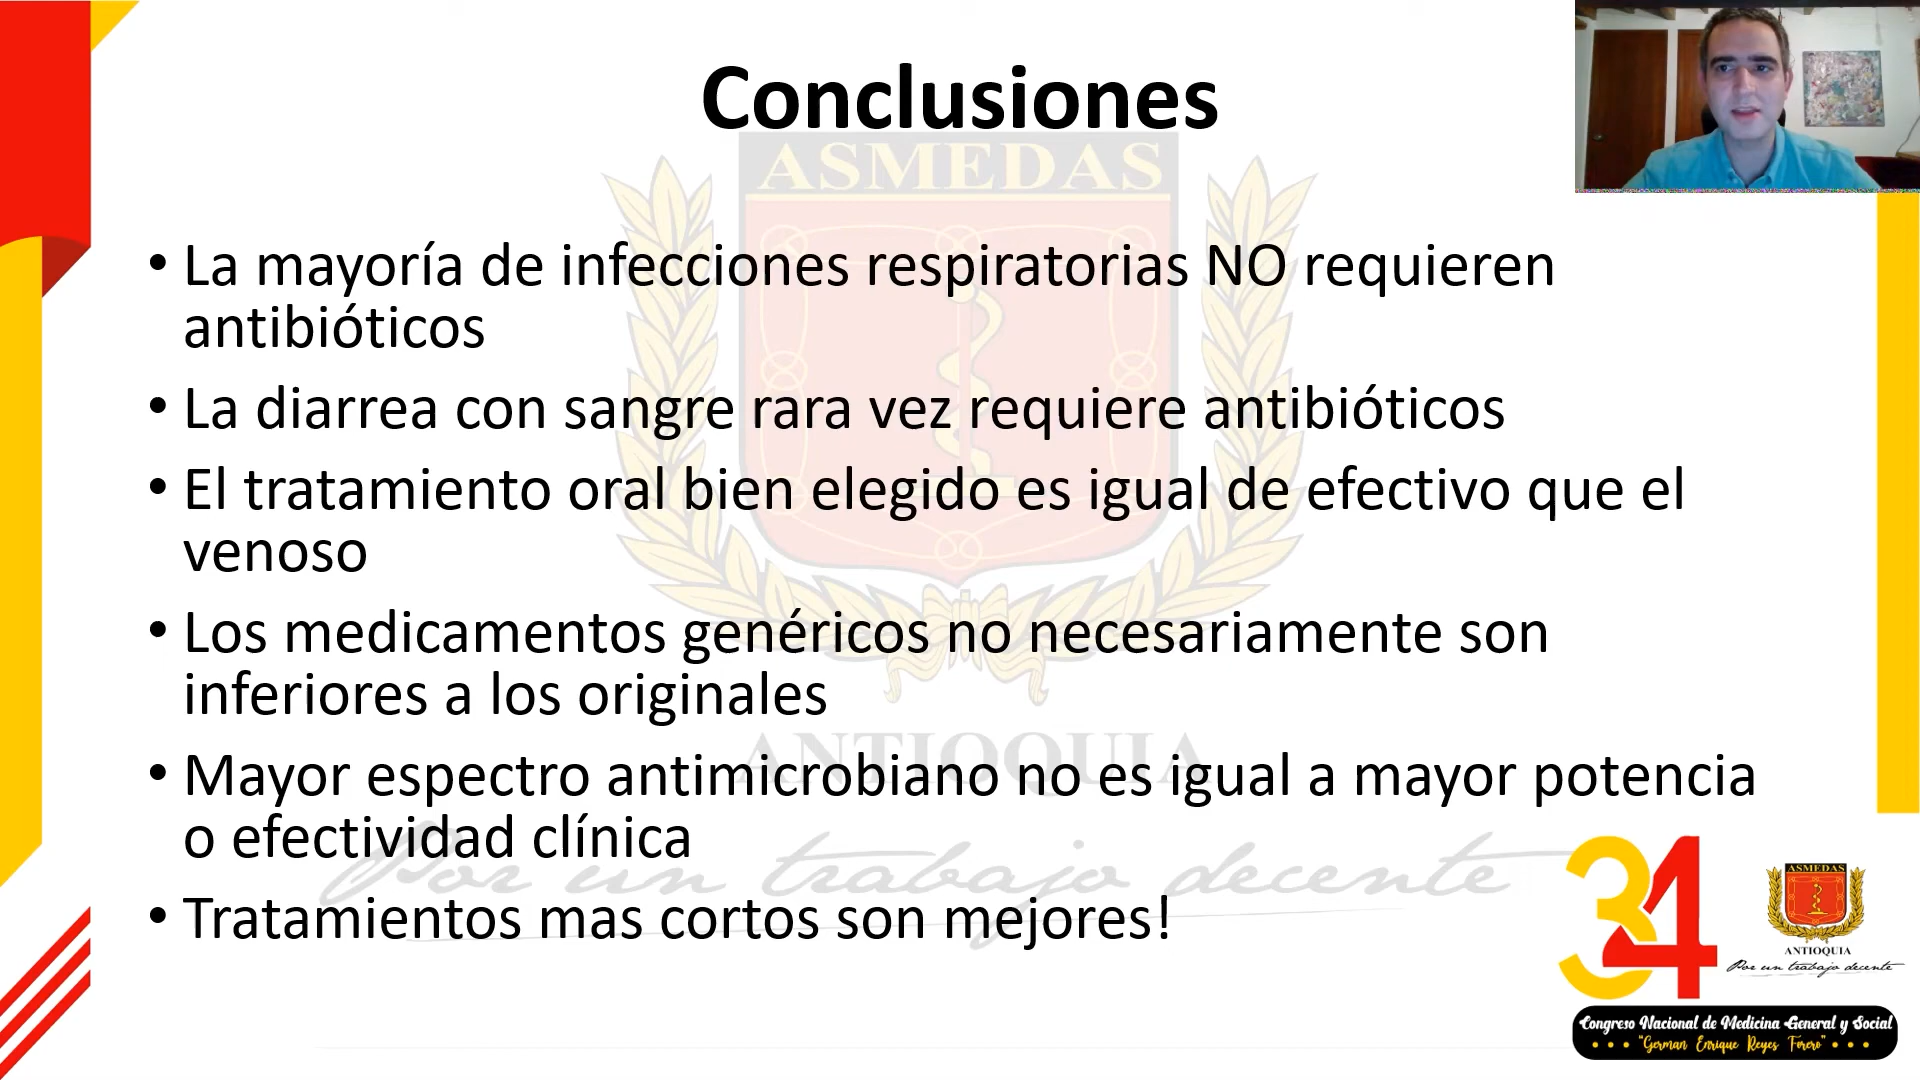 Conclusiones
ASMEDAS
• La mayoría de infecciones respiratorias NO requieren
antibióticos
• La diarrea con sangre rara vez requiere antibióticos
• El tratamiento oral bien elegido es igual de efectivo que el
venoso
• Los medicamentos genéricos no necesariamente son
inferiores a los originales
ANTIOQUIA
• Mayor espectro antimicrobiano no es igual a mayor potencia
o efectividad clínica
Por un trabajo decente
• Tratamientos mas cortos son mejores!
34
ASMEDAS
ANTIOQUIA
Por un trabajo decente
Congreso Nacional de Medicina General y Social
"German Enrique Reyes Forero"